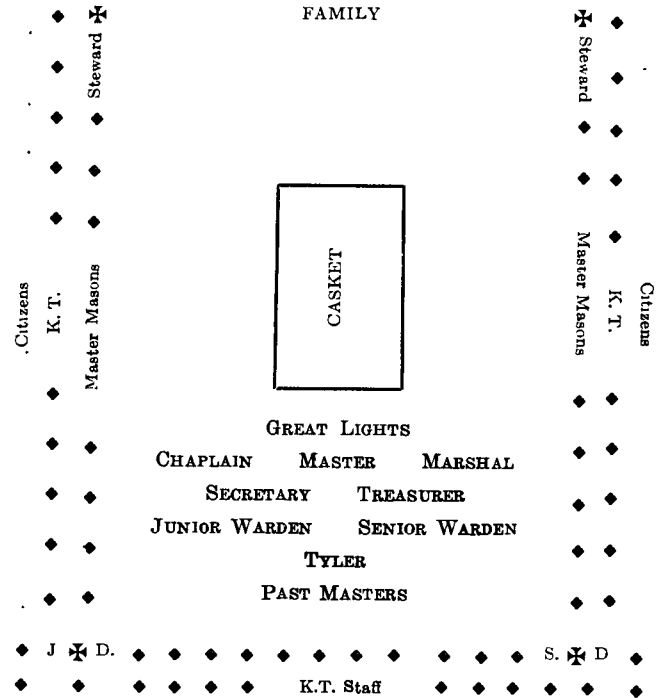 FAMILY
Steward
Steward
CASKET
Citizens
K. T.
Master Masons
Master Masons
K. T.
Citizens
GREAT LIGHTS
CHAPLAIN MASTER MARSHAL
SECRETARY TREASURER
JUNIOR WARDEN SENIOR WARDEN
TYLER
PAST MASTERS
J ✠ D. S. ✠ D
K.T. Staff